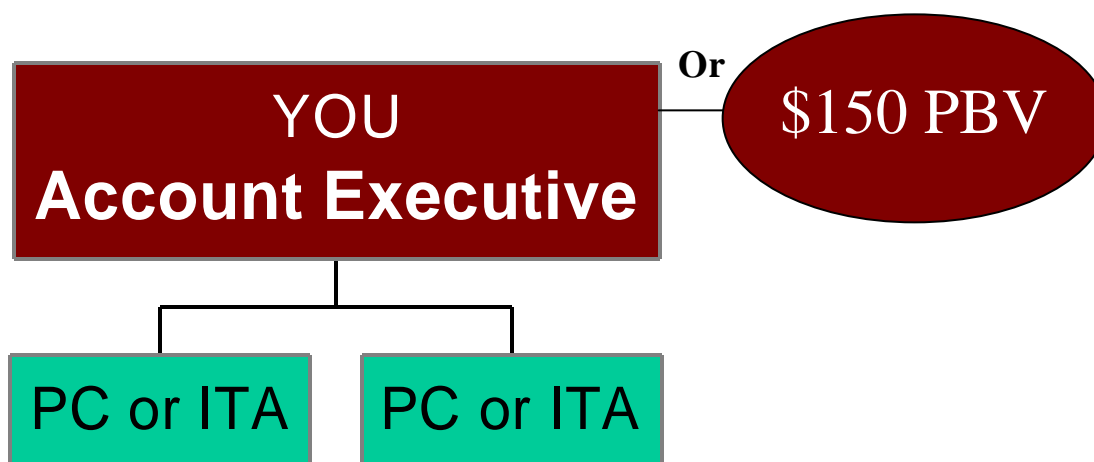 YOU
Account Executive
Or
$150 PBV
PC or ITA
PC or ITA